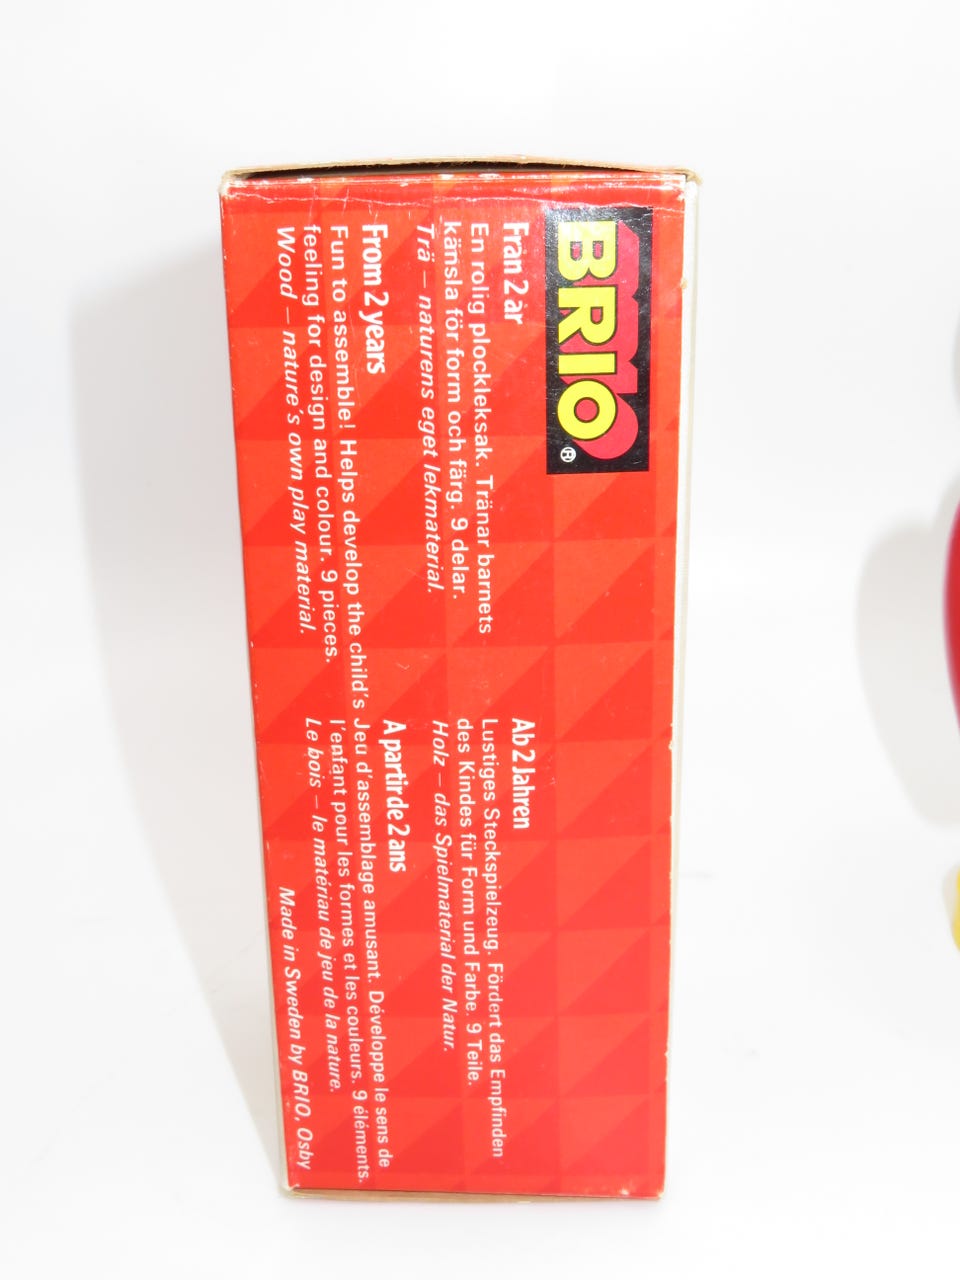 BRIO®
Från 2 år
En rolig plockleksak. Tränar barnets
känsla för form och färg. 9 delar.
Trä – naturens eget lekmaterial.
From 2 years
Fun to assemble! Helps develop the child's
feeling for design and colour. 9 pieces.
Wood – nature's own play material.
Ab 2 Jahren
Lustiges Steckspielzeug. Fördert das Empfinden
des Kindes für Form und Farbe. 9 Teile.
Holz – das Spielmaterial der Natur.
A partir de 2 ans
Jeu d'assemblage amusant. Développe le sens de
l'enfant pour les formes et les couleurs. 9 éléments.
Le bois – le matériau de jeu de la nature.
Made in Sweden by BRIO, Osby